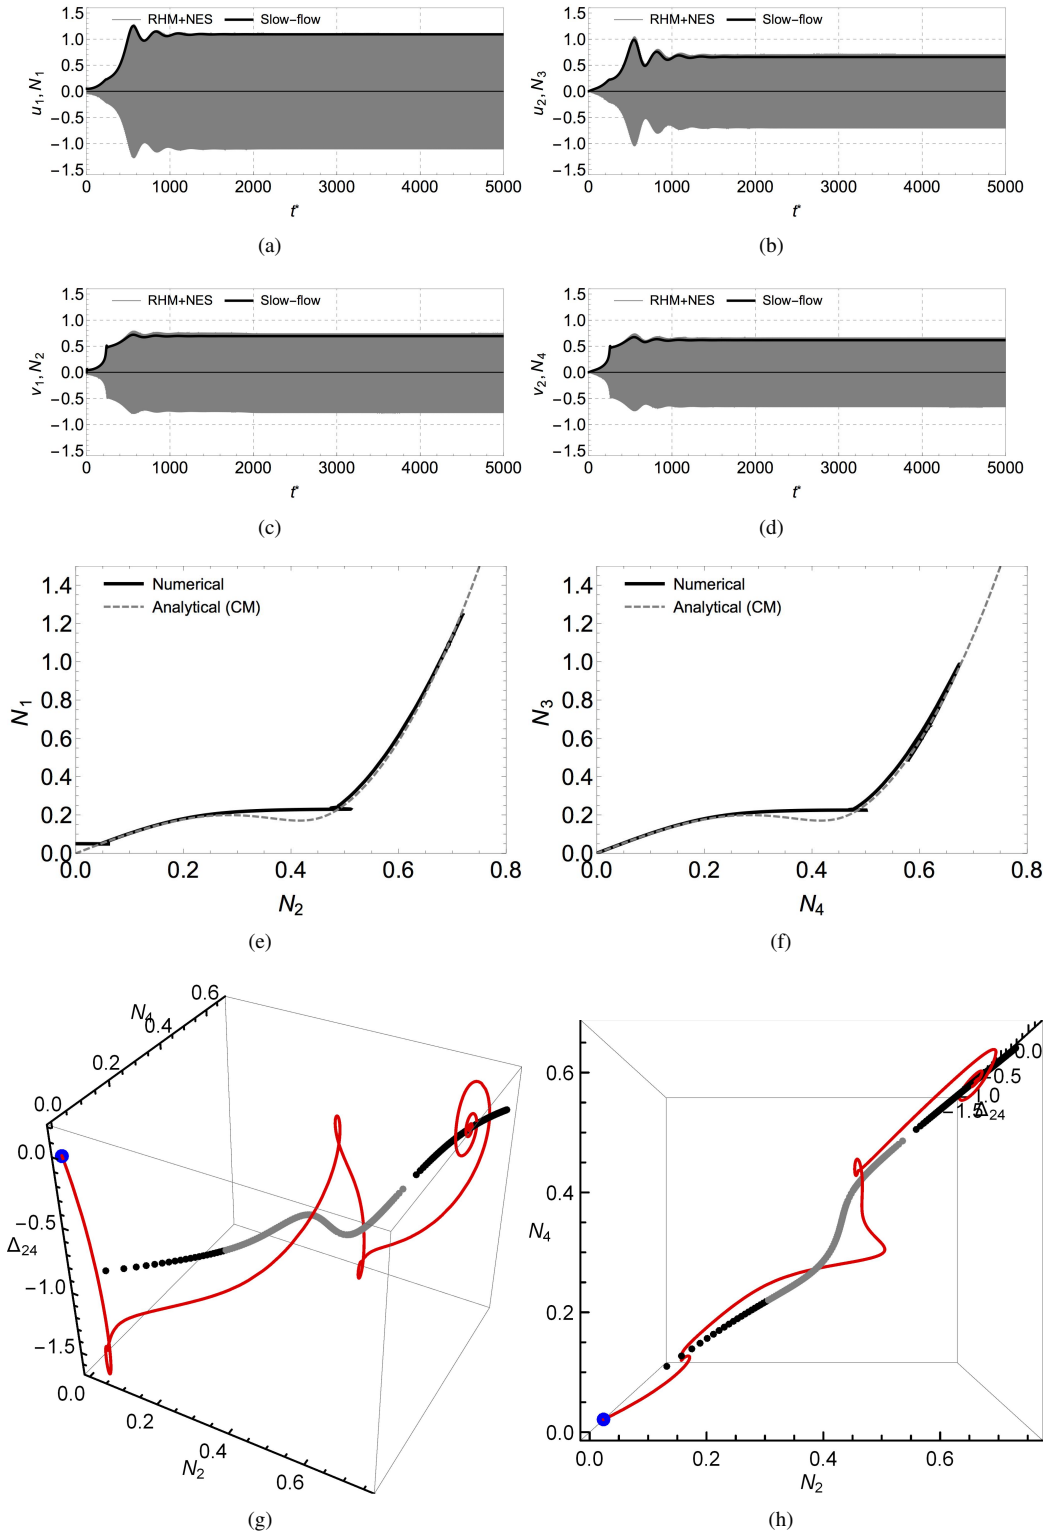 RHM+NES Slow-flow
u1, N1
1.5
1.0
0.5
0.0
−0.5
−1.0
−1.5
0 1000 2000 3000 4000 5000
t*
(a)
RHM+NES Slow-flow
u2, N3
1.5
1.0
0.5
0.0
−0.5
−1.0
−1.5
0 1000 2000 3000 4000 5000
t*
(b)
RHM+NES Slow-flow
v1, N2
1.5
1.0
0.5
0.0
−0.5
−1.0
−1.5
0 1000 2000 3000 4000 5000
t*
(c)
RHM+NES Slow-flow
v2, N4
1.5
1.0
0.5
0.0
−0.5
−1.0
−1.5
0 1000 2000 3000 4000 5000
t*
(d)
Numerical
Analytical (CM)
N1
1.4
1.2
1.0
0.8
0.6
0.4
0.2
0.0
0.0 0.2 0.4 0.6 0.8
N2
(e)
Numerical
Analytical (CM)
N3
1.4
1.2
1.0
0.8
0.6
0.4
0.2
0.0
0.0 0.2 0.4 0.6 0.8
N4
(f)
0.6
N4
0.4
0.2
0.0
0.0
−0.5
Δ24
−1.0
−1.5
0.0
0.2
0.4
N2
0.6
(g)
0.6
0.4
N4
0.2
0.0
0.0 0.2 0.4 0.6
N2
0.0
−0.5
−1.0
−1.5
Δ24
(h)